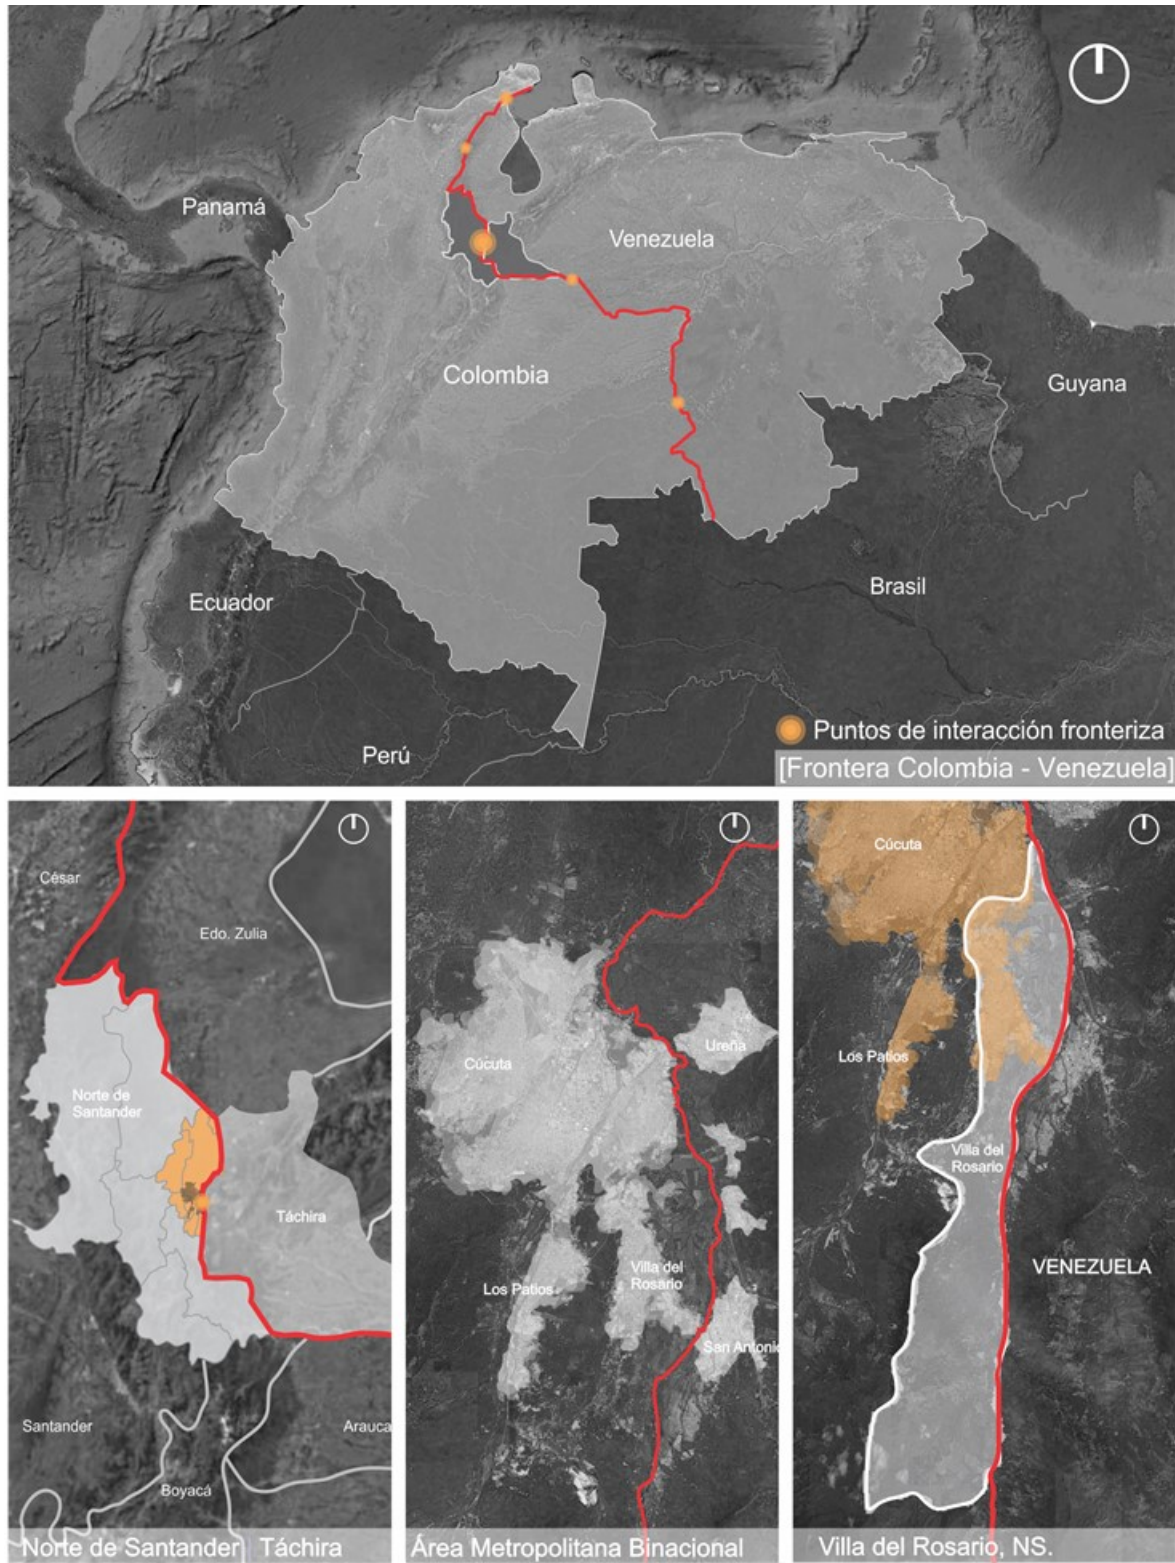 Panamá
Venezuela
Colombia
Guyana
Ecuador
Brasil
Perú
Puntos de interacción fronteriza
[Frontera Colombia - Venezuela]
César
Edo. Zulia
Norte de
Santander
Táchira
Santander
Arauca
Boyacá
Norte de Santander Táchira
Cúcuta
Ureña
Los Patios
Villa del
Rosario
San Antonio
Área Metropolitana Binacional
Cúcuta
Los Patios
Villa del
Rosario
VENEZUELA
Villa del Rosario, NS.